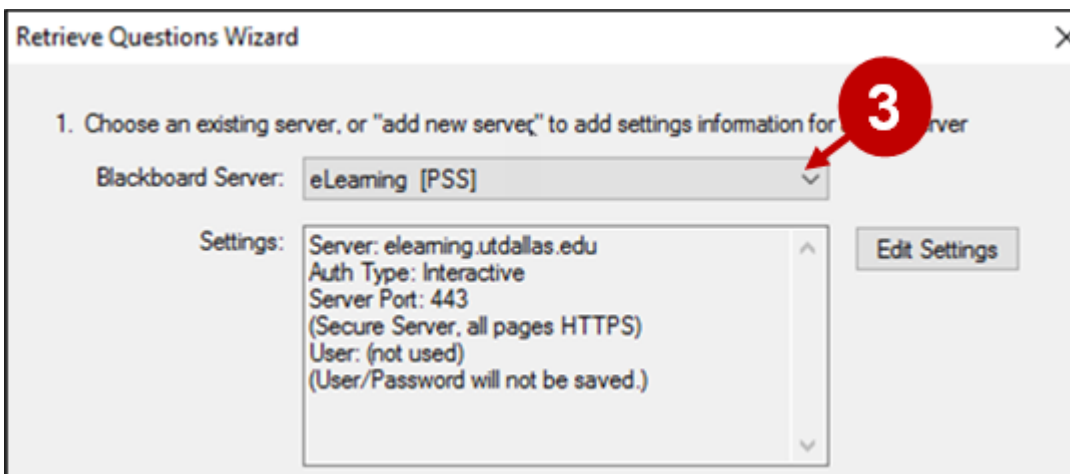 Retrieve Questions Wizard
3
1. Choose an existing server, or "add new server," to add settings information for rver
Blackboard Server: eLearning [PSS]
Settings: Server: elearning.utdallas.edu
Edit Settings
Auth Type: Interactive
Server Port: 443
(Secure Server, all pages HTTPS)
User: (not used)
(User/Password will not be saved.)